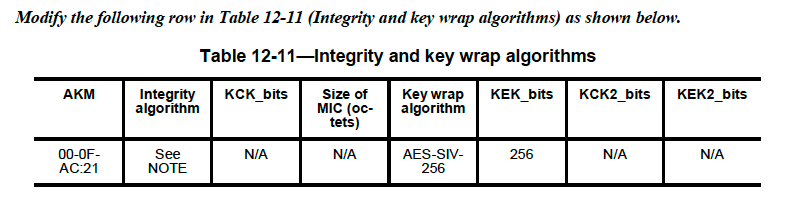 Modify the following row in Table 12-11 (Integrity and key wrap algorithms) as shown below.
Table 12-11—Integrity and key wrap algorithms
AKM Integrity algorithm KCK_bits Size of MIC (oc-tets) Key wrap algorithm KEK_bits KCK2_bits KEK2_bits
00-0F-AC:21 See NOTE N/A N/A AES-SIV-256 256 N/A N/A